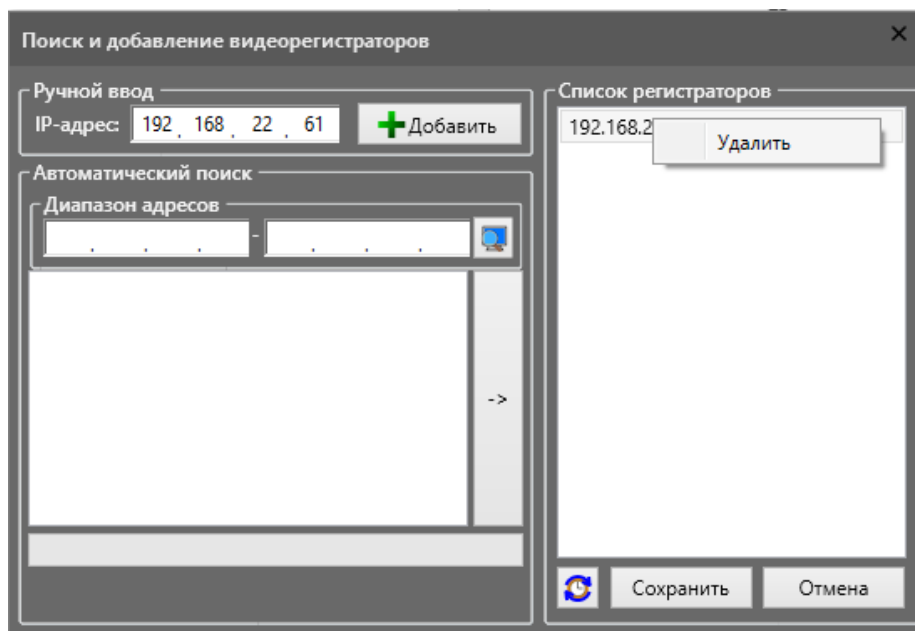 Поиск и добавление видеорегистраторов
×
Ручной ввод
IP-адрес: 192 . 168 . 22 . 61
Добавить
Автоматический поиск
Диапазон адресов
. . . - . . .
->
Список регистраторов
192.168.2
Удалить
Сохранить
Отмена